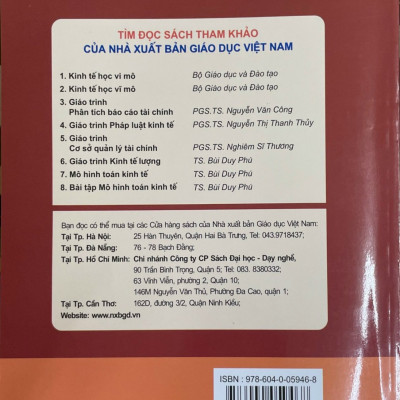 TÌM ĐỌC SÁCH THAM KHẢO
CỦA NHÀ XUẤT BẢN GIÁO DỤC VIỆT NAM
1. Kinh tế học vi mô Bộ Giáo dục và Đào tạo
2. Kinh tế học vĩ mô Bộ Giáo dục và Đào tạo
3. Giáo trình
Phân tích báo cáo tài chính PGS.TS. Nguyễn Văn Công
4. Giáo trình Pháp luật kinh tế PGS.TS. Nguyễn Thị Thanh Thủy
5. Giáo trình
Cơ sở quản lý tài chính PGS.TS. Nghiêm Sĩ Thương
6. Giáo trình Kinh tế lượng TS. Bùi Duy Phú
7. Mô hình toán kinh tế TS. Bùi Duy Phú
8. Bài tập Mô hình toán kinh tế TS. Bùi Duy Phú
Bạn đọc có thể mua tại các Cửa hàng sách của Nhà xuất bản Giáo dục Việt Nam:
Tại Tp. Hà Nội: 25 Hàn Thuyên, Quận Hai Bà Trưng, Tel: 043.9718437;
Tại Tp. Đà Nẵng: 76 - 78 Bạch Đằng;
Tại Tp. Hồ Chí Minh: Chi nhánh Công ty CP Sách Đại học - Dạy nghề,
90 Trần Bình Trọng, Quận 5; Tel: 083. 8380332;
63 Vĩnh Viễn, phường 2, Quận 10;
146M Nguyễn Văn Thủ, Phường Đa Cao, quận 1;
Tại Tp. Cần Thơ: 162D, đường 3/2, Quận Ninh Kiều;
Website: www.nxbgd.vn
ISBN : 978-604-0-05946-8